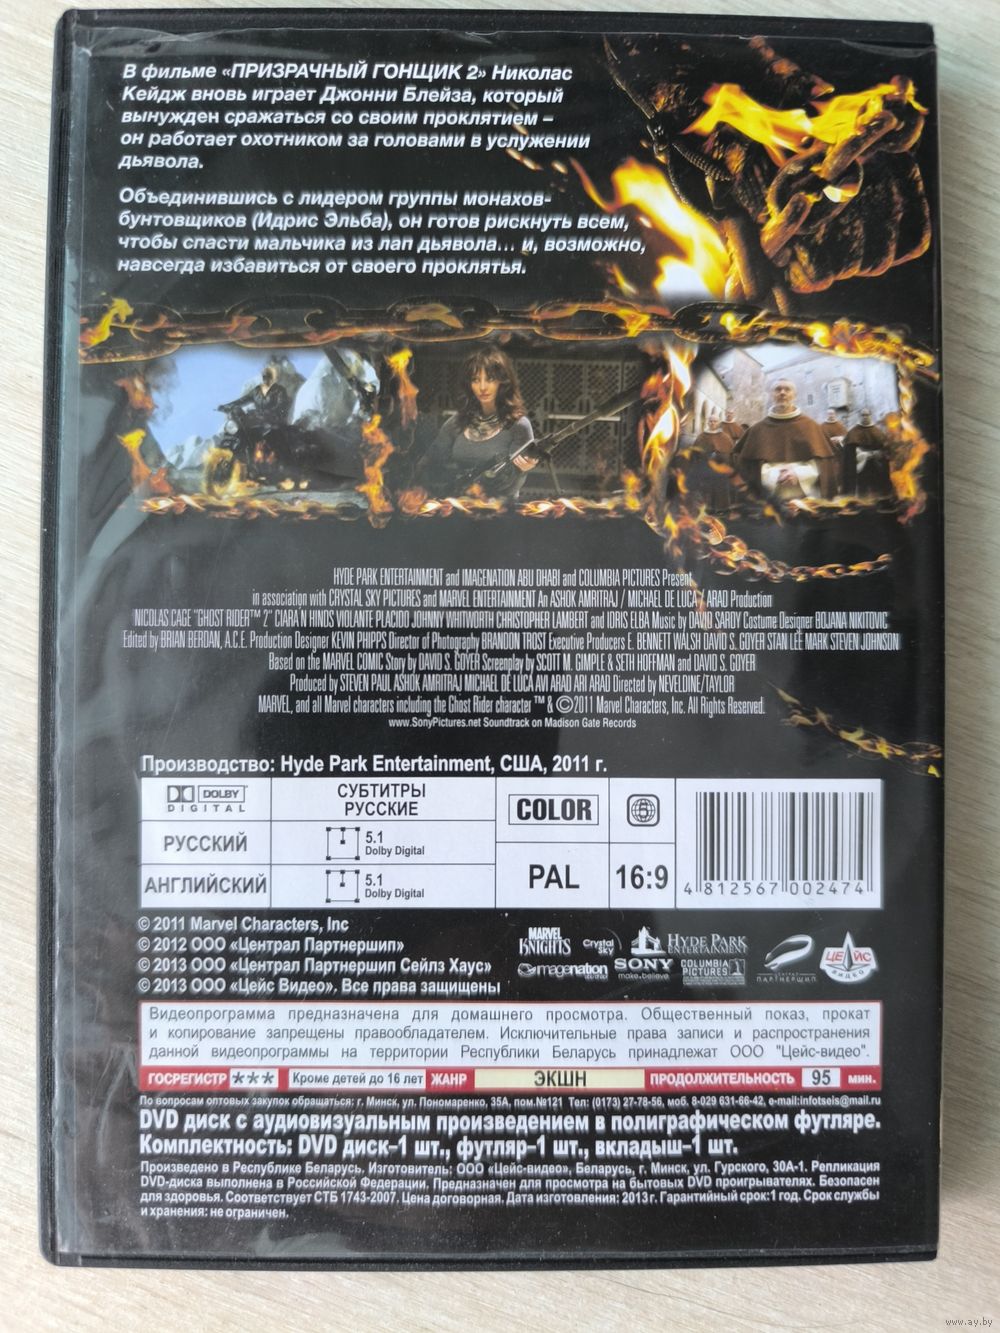 В фильме «ПРИЗРАЧНЫЙ ГОНЩИК 2» Николас
Кейдж вновь играет Джонни Блейза, который
вынужден сражаться со своим проклятием –
он работает охотником за головами в услужении
дьявола.
Объединившись с лидером группы монахов-
бунтовщиков (Идрис Эльба), он готов рискнуть всем,
чтобы спасти мальчика из лап дьявола... и, возможно,
навсегда избавиться от своего проклятья.
HYDE PARK ENTERTAINMENT and IMAGENATION ABU DHABI and COLUMBIA PICTURES Present
in association with CRYSTAL SKY PICTURES and MARVEL ENTERTAINMENT An ASHOK AMRITRAJ / MICHAEL DE LUCA / ARAD Production
NICOLAS CAGE "GHOST RIDER™ 2" CIARA N HINDS VIOLANTE PLACIDO JOHNNY WHITWORTH CHRISTOPHER LAMBERT and IDRIS ELBA Music by DAVID SARDY Costume Designer BOJANA NIKITOVIC
Edited by BRIAN BERDAN, A.C.E. Production Designer KEVIN PHIPPS Director of Photography BRANDON TROST Executive Producers E. BENNETT WALSH DAVID S. GOYER STAN LEE MARK STEVEN JOHNSON
Based on the MARVEL COMIC Story by DAVID S. GOYER Screenplay by SCOTT M. GIMPLE & SETH HOFFMAN and DAVID S. GOYER
Produced by STEVEN PAUL ASHOK AMRITRAJ MICHAEL DE LUCA AVI ARAD ARI ARAD Directed by NEVELDINE/TAYLOR
MARVEL, and all Marvel characters including the Ghost Rider character ™ & ©2011 Marvel Characters, Inc. All Rights Reserved.
www.SonyPictures.net Soundtrack on Madison Gate Records
Производство: Hyde Park Entertainment, США, 2011 г.
DOLBY
DIGITAL
СУБТИТРЫ
РУССКИЕ
РУССКИЙ
5.1
Dolby Digital
АНГЛИЙСКИЙ
5.1
Dolby Digital
COLOR
5
PAL
16:9
4 812567 002474
© 2011 Marvel Characters, Inc
© 2012 ООО «Централ Партнершип»
© 2013 ООО «Централ Партнершип Сейлз Хаус»
© 2013 ООО «Цейс Видео». Все права защищены
MARVEL
KNIGHTS
Crystal
Sky
HYDE PARK
ENTERTAINMENT
imagenation
SONY
make.believe
COLUMBIA
PICTURES
ЦЕНТРАЛ
ПАРТНЕРШИП
ЦЕЙС
ВИДЕО
Видеопрограмма предназначена для домашнего просмотра. Общественный показ, прокат
и копирование запрещены правообладателем. Исключительные права записи и распространения
данной видеопрограммы на территории Республики Беларусь принадлежат ООО "Цейс-видео".
ГОСРЕГИСТР *** Кроме детей до 16 лет ЖАНР ЭКШН ПРОДОЛЖИТЕЛЬНОСТЬ 95 мин.
По вопросам оптовых закупок обращаться: г. Минск, ул. Пономаренко, 35А, пом.№121 Тел: (0173) 27-78-56, моб. 8-029 631-66-42, e-mail:infotseis@mail.ru
DVD диск с аудиовизуальным произведением в полиграфическом футляре.
Комплектность: DVD диск–1 шт., футляр–1 шт., вкладыш–1 шт.
Произведено в Республике Беларусь. Изготовитель: ООО «Цейс-видео», Беларусь, г. Минск, ул. Гурского, 30А-1. Репликация
DVD-диска выполнена в Российской Федерации. Предназначен для просмотра на бытовых DVD проигрывателях. Безопасен
для здоровья. Соответствует СТБ 1743-2007. Цена договорная. Дата изготовления: 2013 г. Гарантийный срок:1 год. Срок службы
и хранения: не ограничен.
www.ay.by